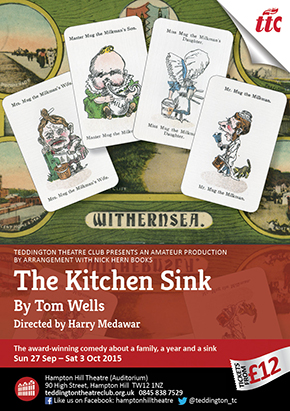 ttc
Mrs. Mug the Milkman's Wife.
Mrs. Mug the Milkman's Wife.
Master Mug the Milkman's Son.
Master Mug the Milkman's
Miss Mug the Milkman's
Daughter.
Miss Mug the Milkman's
Daughter.
Mr. Mug the Milkman.
Mr. Mug the Milkman.
WITHERNSEA.
TEDDINGTON THEATRE CLUB PRESENTS AN AMATEUR PRODUCTION
BY ARRANGEMENT WITH NICK HERN BOOKS
The Kitchen Sink
By Tom Wells
Directed by Harry Medawar
The award-winning comedy about a family, a year and a sink
Sun 27 Sep – Sat 3 Oct 2015
TICKETS
FROM
£12
Hampton Hill Theatre (Auditorium)
90 High Street, Hampton Hill TW12 1NZ
teddingtontheatreclub.org.uk 0845 838 7529
Like us on Facebook: hamptonhilltheatre @teddington_tc